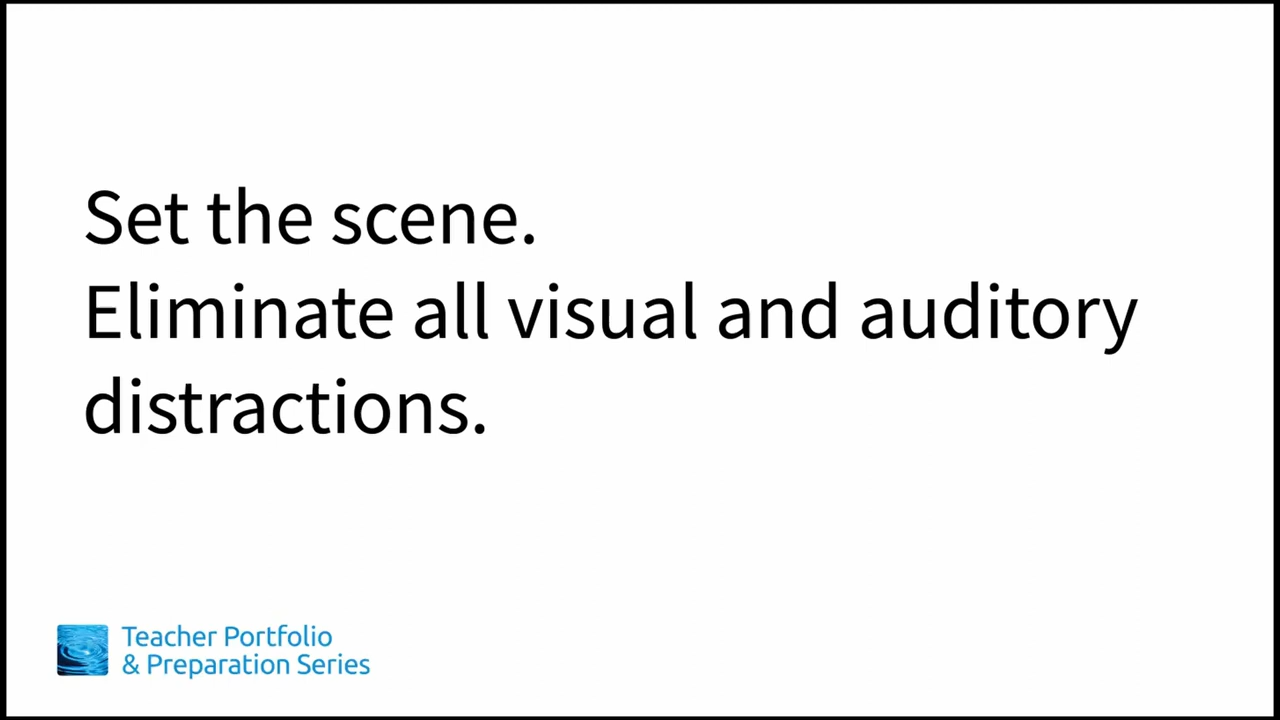 Set the scene.
Eliminate all visual and auditory
distractions.
Teacher Portfolio
& Preparation Series